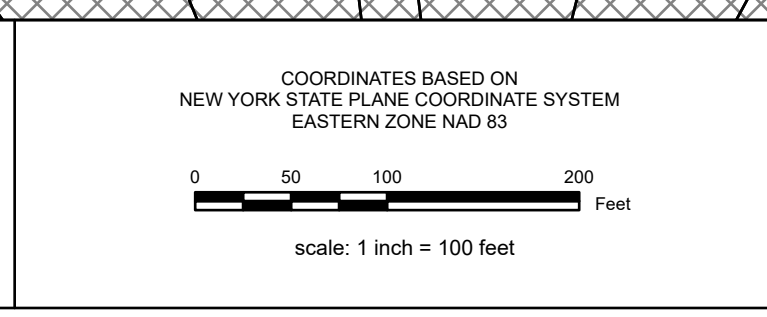 COORDINATES BASED ON
NEW YORK STATE PLANE COORDINATE SYSTEM
EASTERN ZONE NAD 83
0 50 100 200
Feet
scale: 1 inch = 100 feet